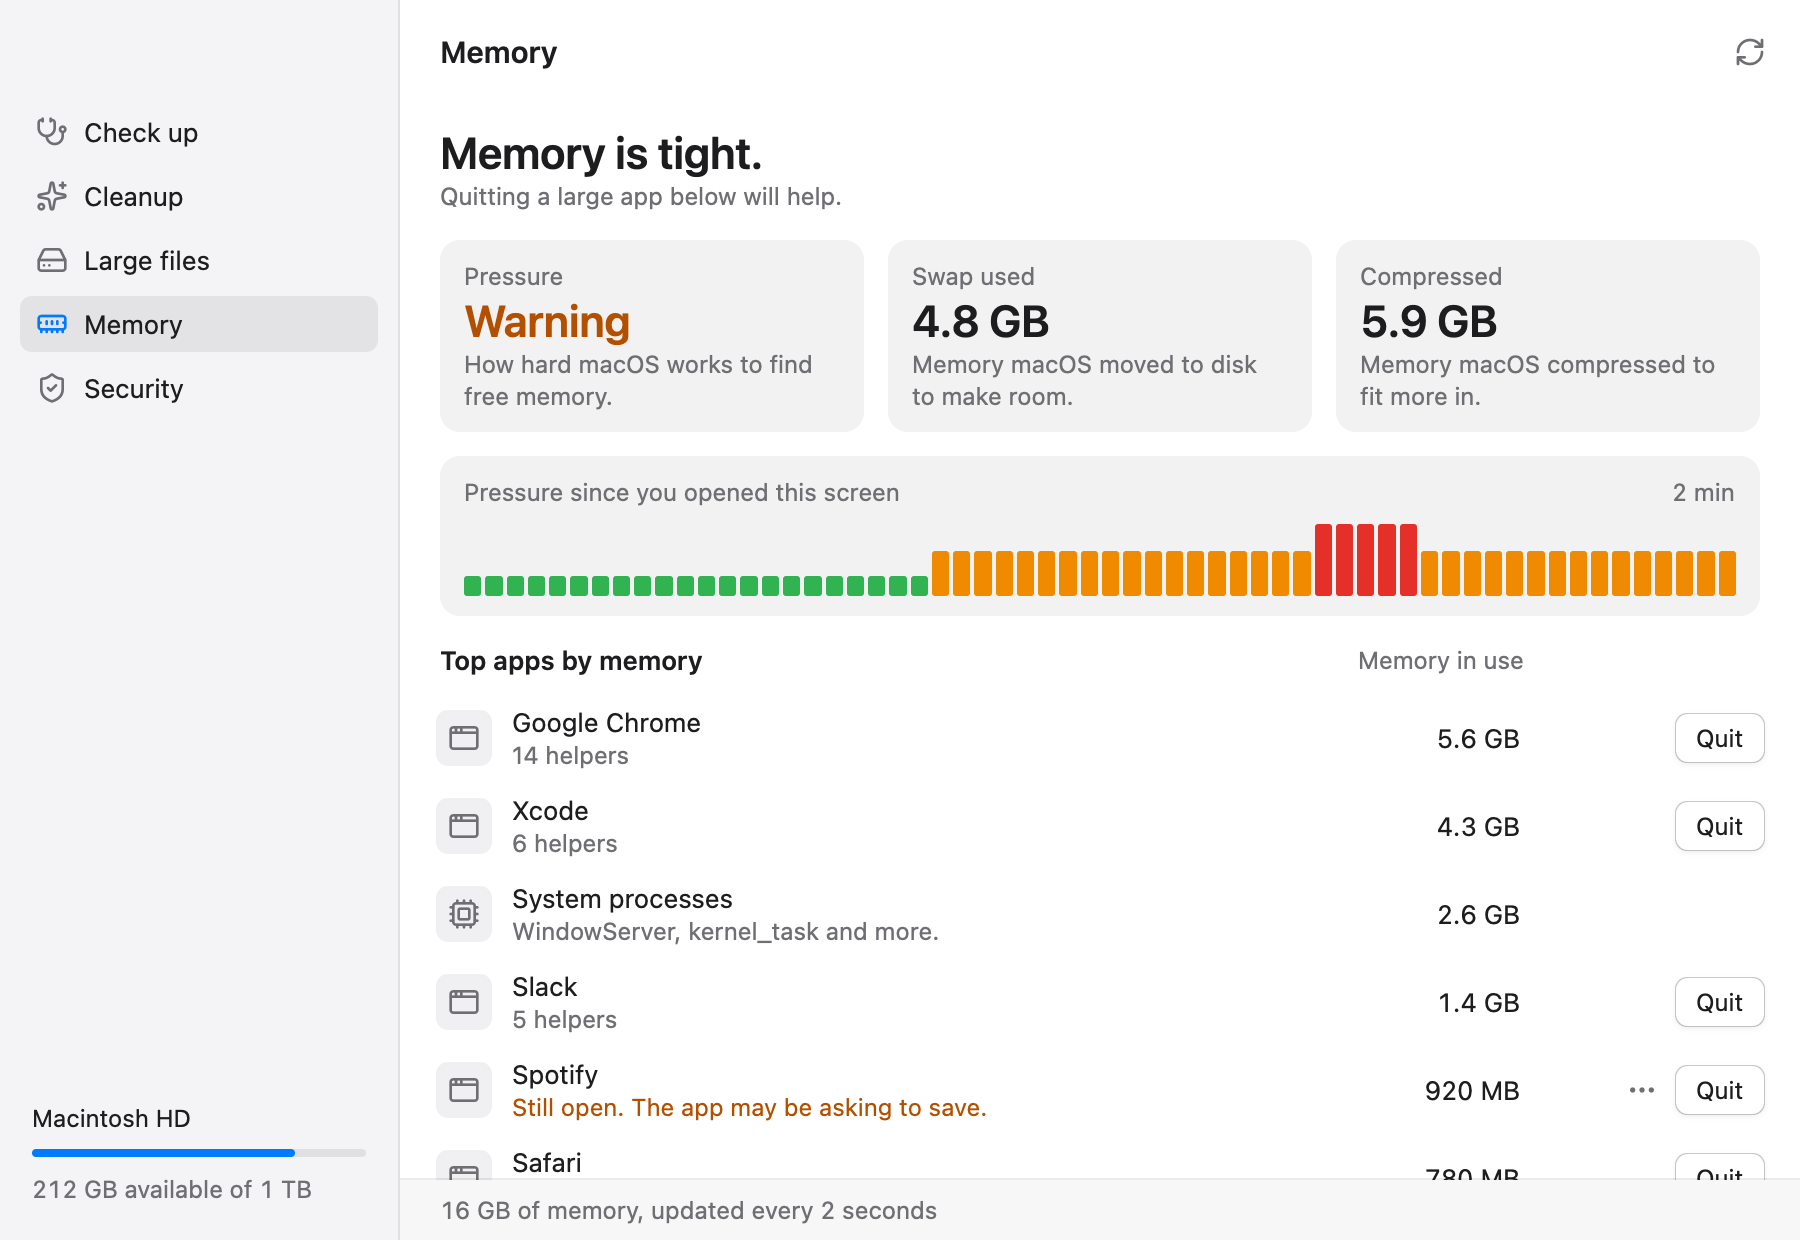 Memory
Check up
Cleanup
Large files
Memory
Security
Macintosh HD
212 GB available of 1 TB
Memory is tight.
Quitting a large app below will help.
Pressure
Warning
How hard macOS works to find
free memory.
Swap used
4.8 GB
Memory macOS moved to disk
to make room.
Compressed
5.9 GB
Memory macOS compressed to
fit more in.
Pressure since you opened this screen
2 min
Top apps by memory
Memory in use
Google Chrome
14 helpers
5.6 GB
Quit
Xcode
6 helpers
4.3 GB
Quit
System processes
WindowServer, kernel_task and more.
2.6 GB
Slack
5 helpers
1.4 GB
Quit
Spotify
Still open. The app may be asking to save.
920 MB
Quit
Safari
780 MB
Quit
16 GB of memory, updated every 2 seconds